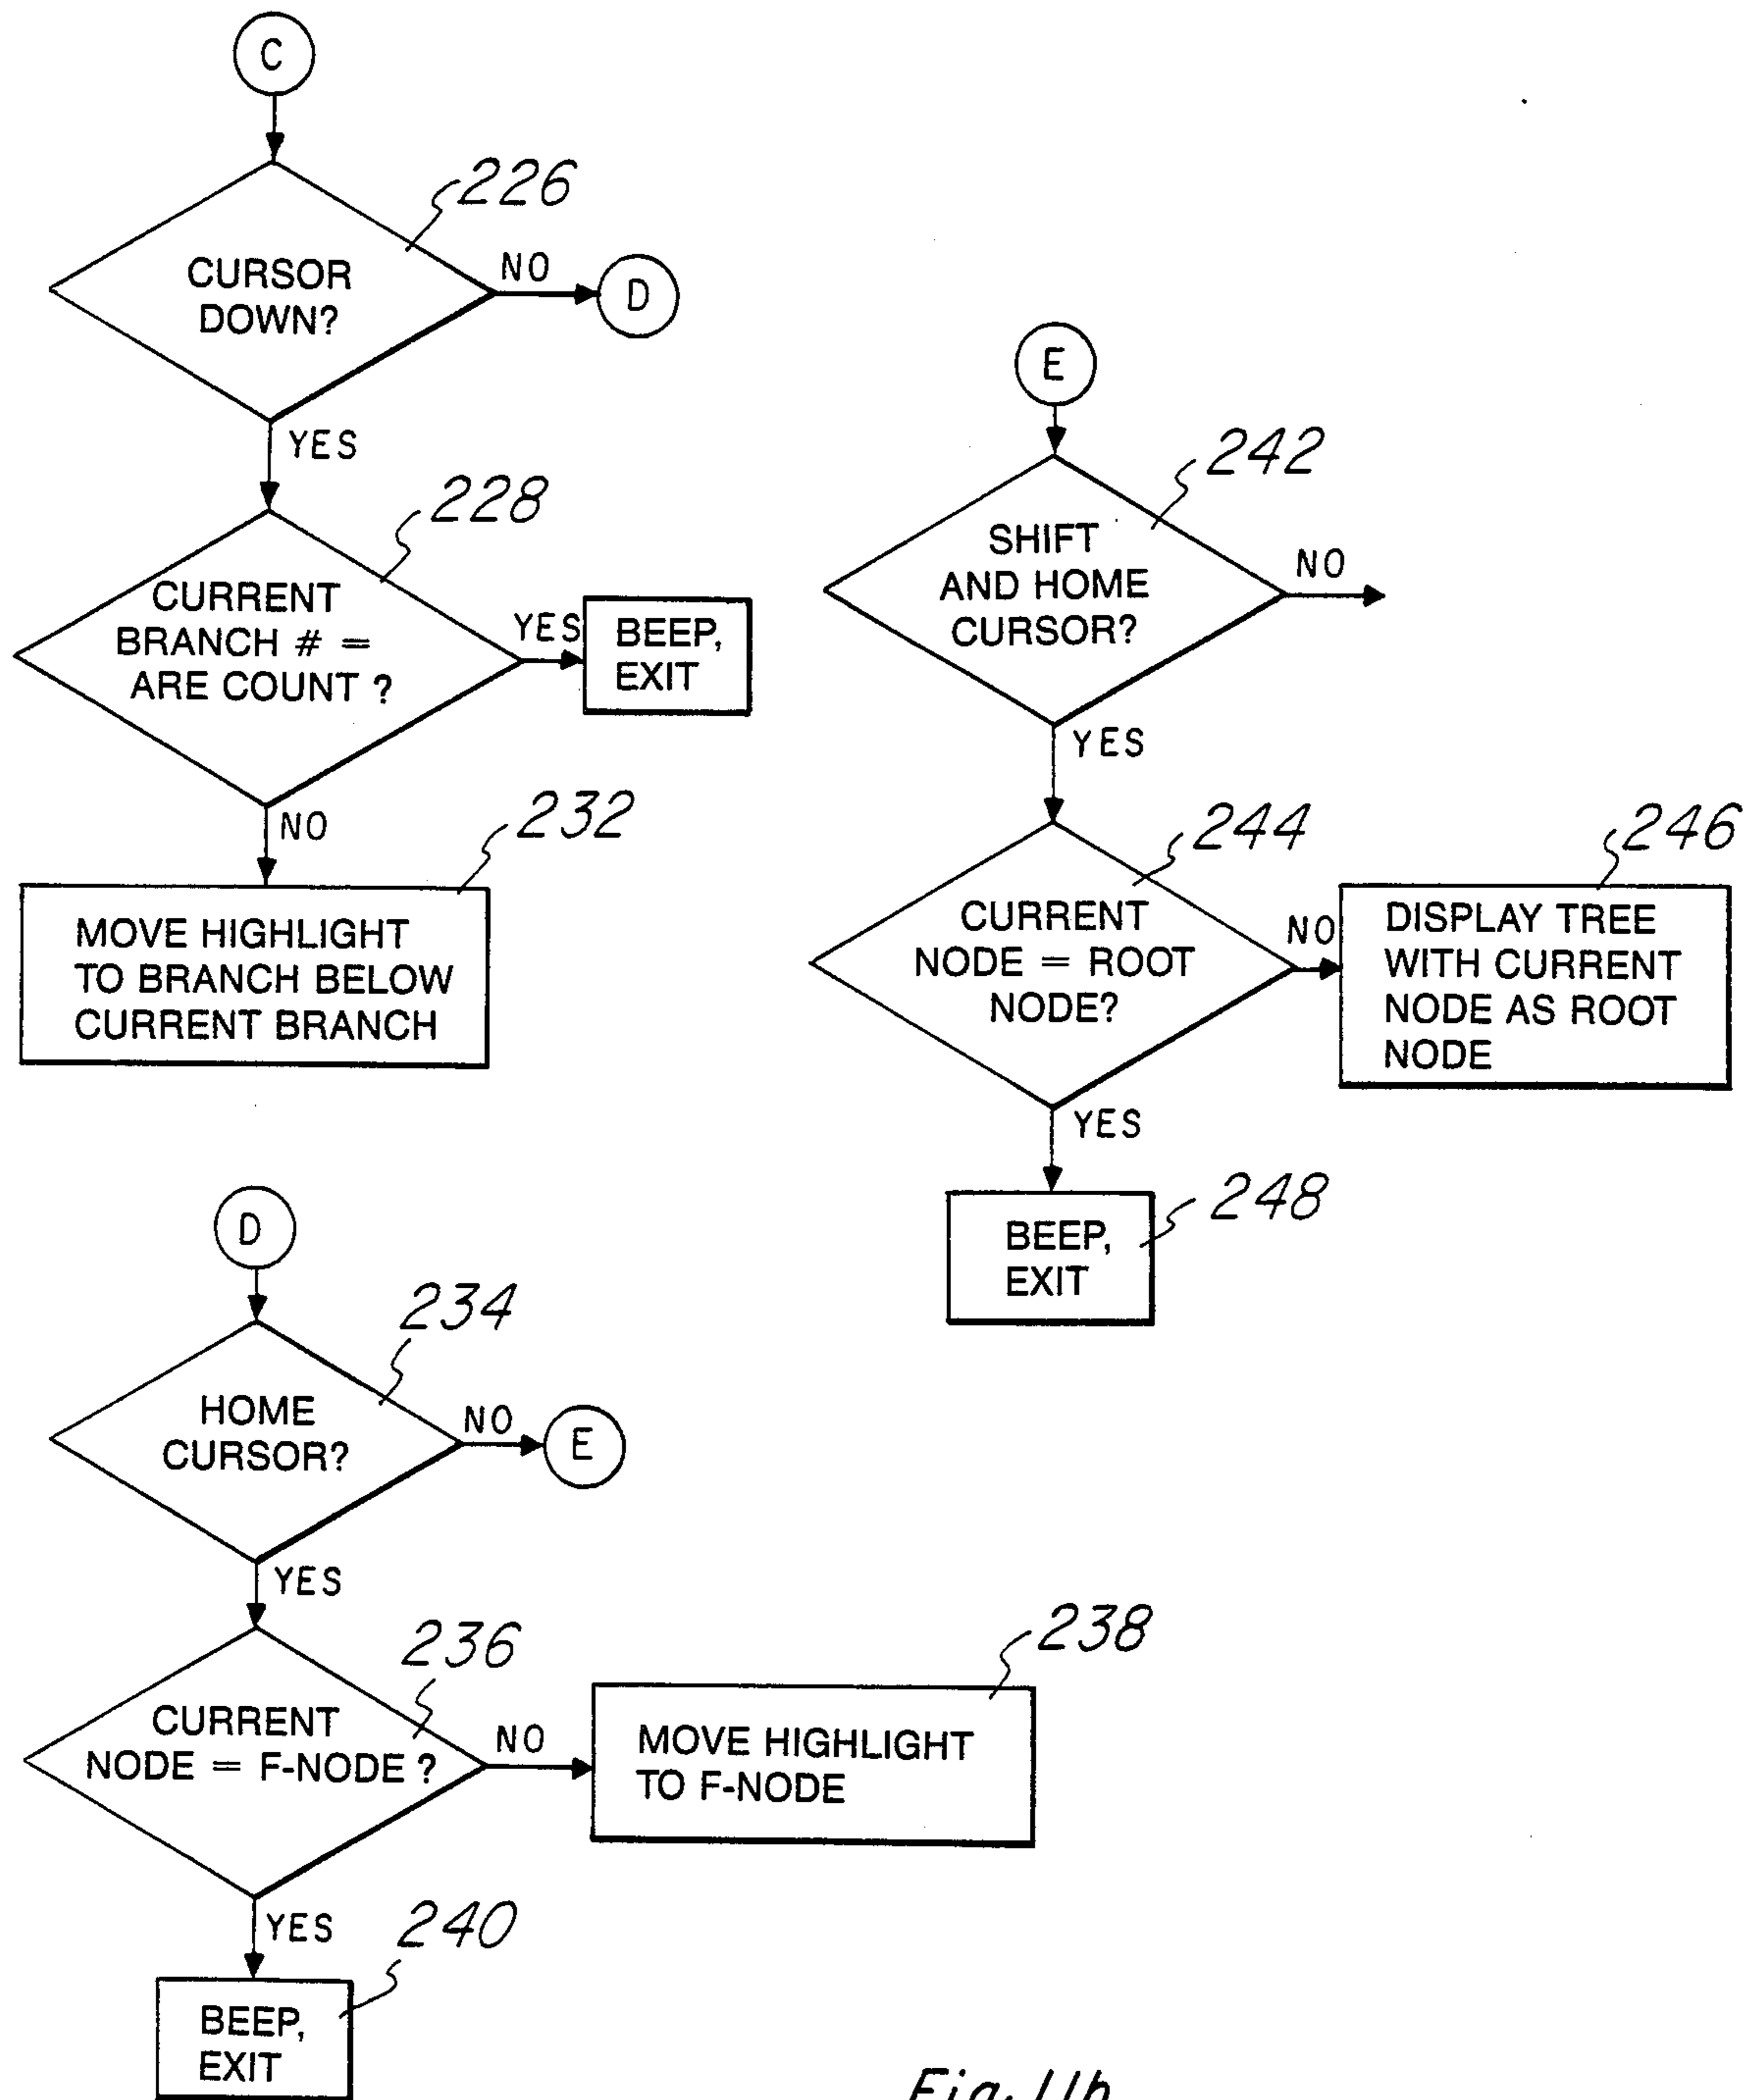 C
226
CURSOR
DOWN?
NO
D
YES
228
CURRENT
BRANCH # =
ARE COUNT ?
YES
BEEP,
EXIT
NO
232
MOVE HIGHLIGHT
TO BRANCH BELOW
CURRENT BRANCH
D
234
HOME
CURSOR?
NO
E
YES
236
CURRENT
NODE = F-NODE ?
NO
238
MOVE HIGHLIGHT
TO F-NODE
YES
240
BEEP,
EXIT
E
242
SHIFT
AND HOME
CURSOR?
NO
YES
244
CURRENT
NODE = ROOT
NODE?
NO
246
DISPLAY TREE
WITH CURRENT
NODE AS ROOT
NODE
YES
248
BEEP,
EXIT
Fig. 11b